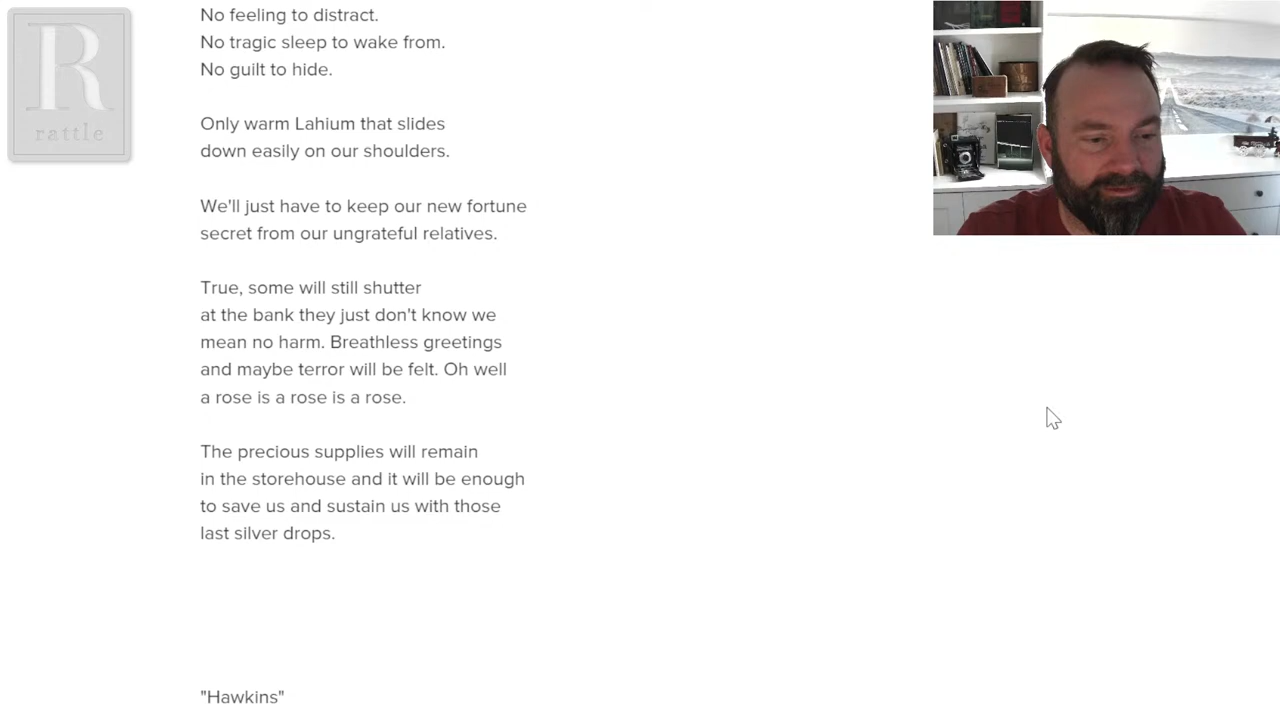 R
rattle
No feeling to distract.
No tragic sleep to wake from.
No guilt to hide.
Only warm Lahium that slides
down easily on our shoulders.
We'll just have to keep our new fortune
secret from our ungrateful relatives.
True, some will still shutter
at the bank they just don't know we
mean no harm. Breathless greetings
and maybe terror will be felt. Oh well
a rose is a rose is a rose.
The precious supplies will remain
in the storehouse and it will be enough
to save us and sustain us with those
last silver drops.
"Hawkins"